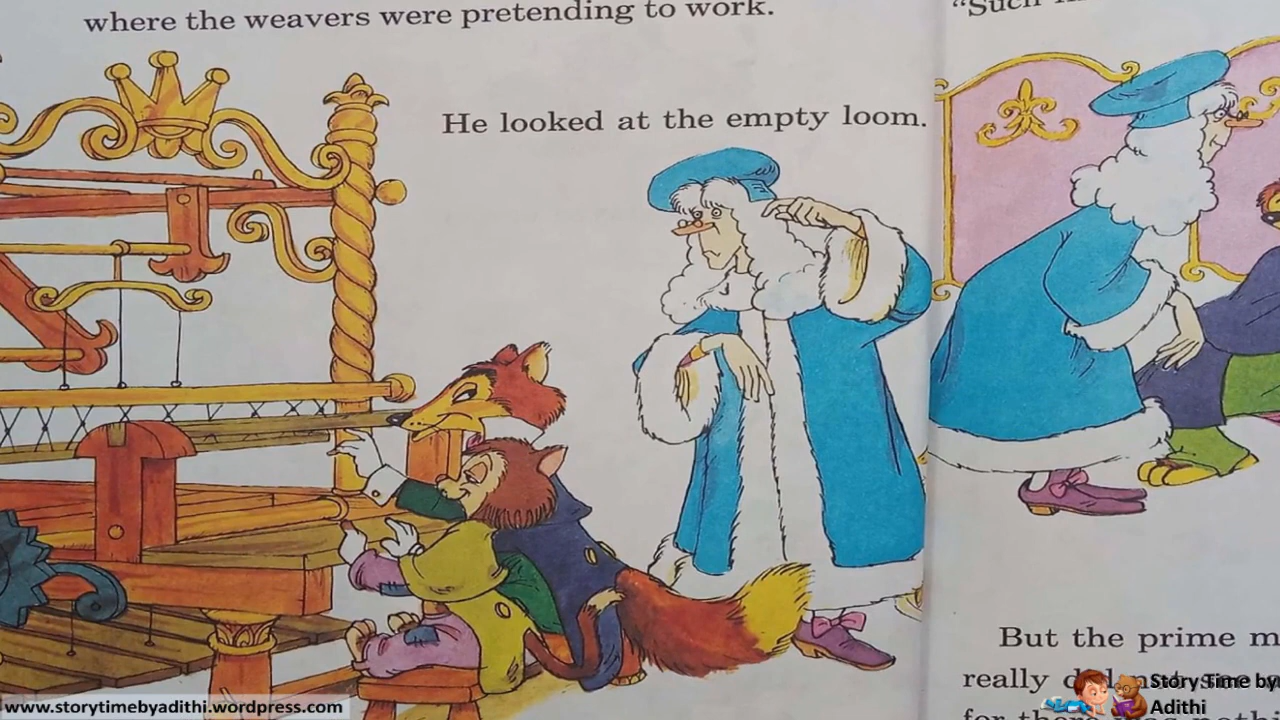 where the weavers were pretending to work.
He looked at the empty loom.
“Such
But the prime
really
www.storytimebyadithi.wordpress.com
Story Time by
Adithi